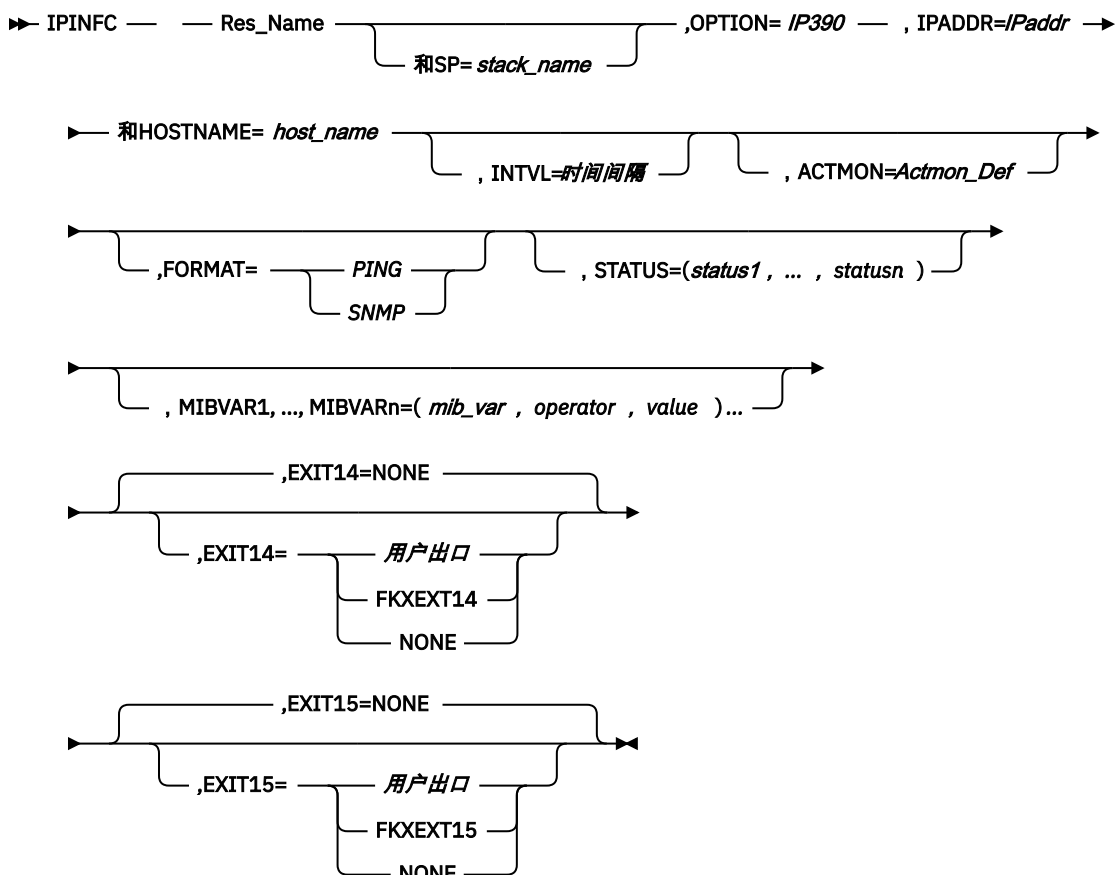 IPINFC Res_Name ,OPTION= IP390 , IPADDR=IPaddr
和SP= stack_name
和HOSTNAME= host_name
, INTVL=时间间隔 , ACTMON=Actmon_Def
,FORMAT= PING , STATUS=(status1 , ... , statusn )
SNMP
, MIBVAR1, ..., MIBVARn=( mib_var , operator , value )...
,EXIT14=NONE
,EXIT14= 用户出口
FKXEXT14
NONE
,EXIT15=NONE
,EXIT15= 用户出口
FKXEXT15
NONE